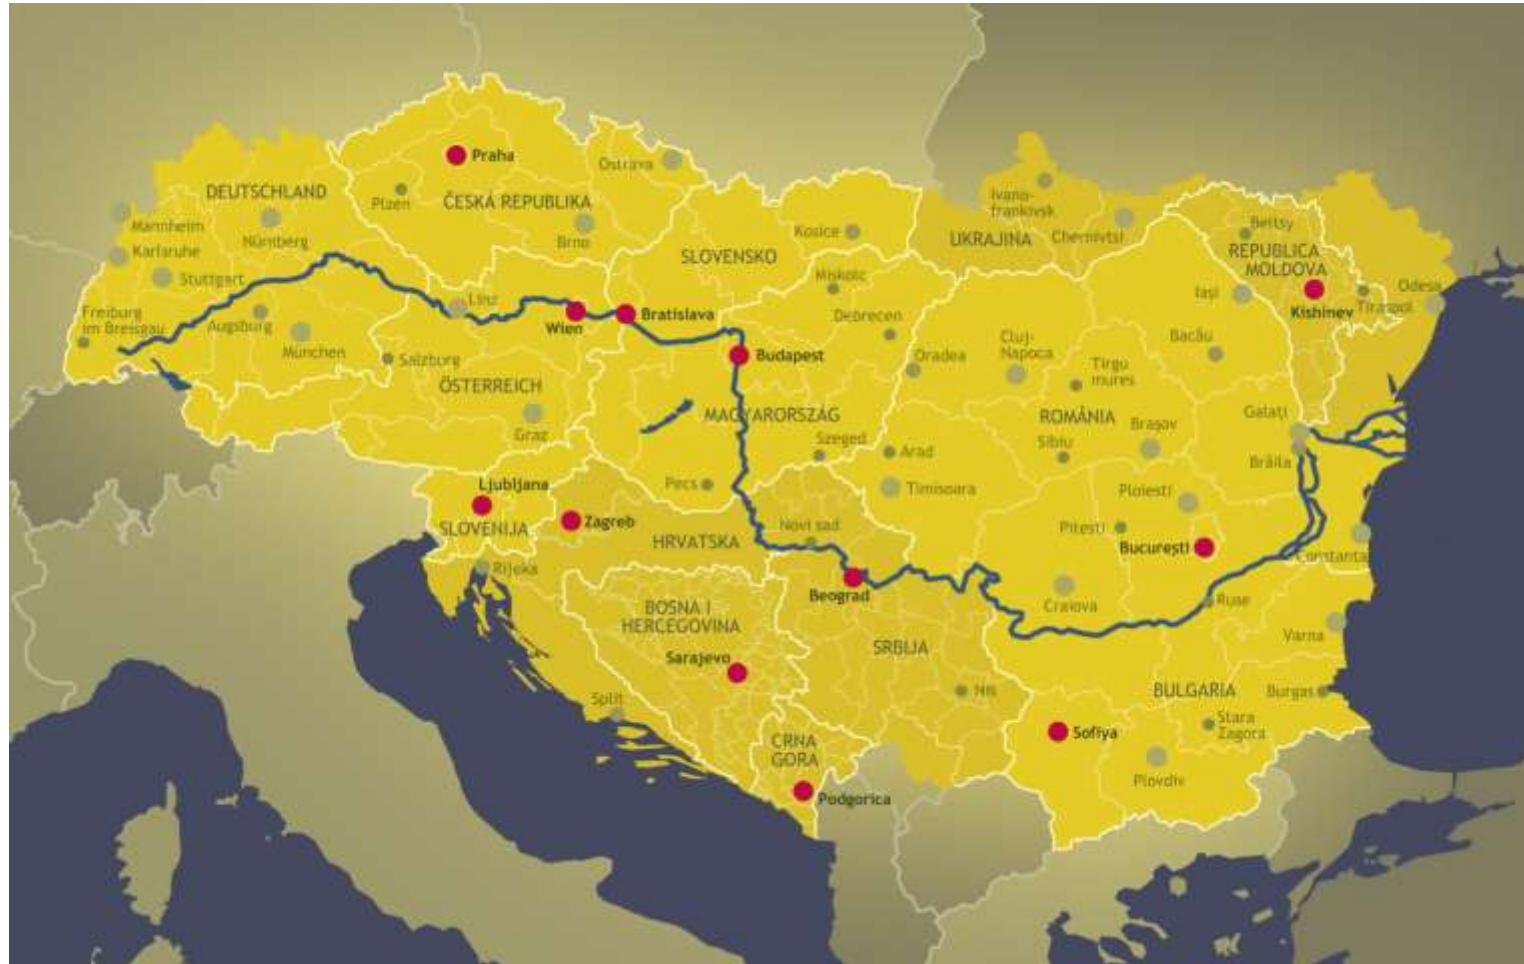 Praha
Ostrava
DEUTSCHLAND
Plzen
ČESKÁ REPUBLIKA
Mannheim
Nürnberg
Brno
Karlsruhe
Stuttgart
SLOVENSKO
Kosice
Ivano-
frankivsk
UKRAJINA
Chernivtsi
Beltsy
REPUBLICA
MOLDOVA
Kishinev
Tiraspol
Odesa
Freiburg
im Breisgau
Augsburg
München
Linz
Wien
Bratislava
Salzburg
ÖSTERREICH
Graz
Miskolc
Debrecen
Budapest
MAGYARORSZÁG
Szeged
Pecs
Oradea
Cluj-
Napoca
Iaşi
Bacău
Tîrgu
mures
ROMÂNIA
Sibiu
Braşov
Galaţi
Brăila
Arad
Timisoara
Ploiesti
Pitesti
Bucureşti
Constanta
Craiova
Ljubljana
SLOVENIJA
Zagreb
HRVATSKA
Rijeka
Novi sad
Beograd
BOSNA I
HERCEGOVINA
Sarajevo
Split
SRBIJA
Niš
CRNA
GORA
Podgorica
Ruse
Varna
BULGARIA
Burgas
Sofiya
Stara
Zagora
Plovdiv